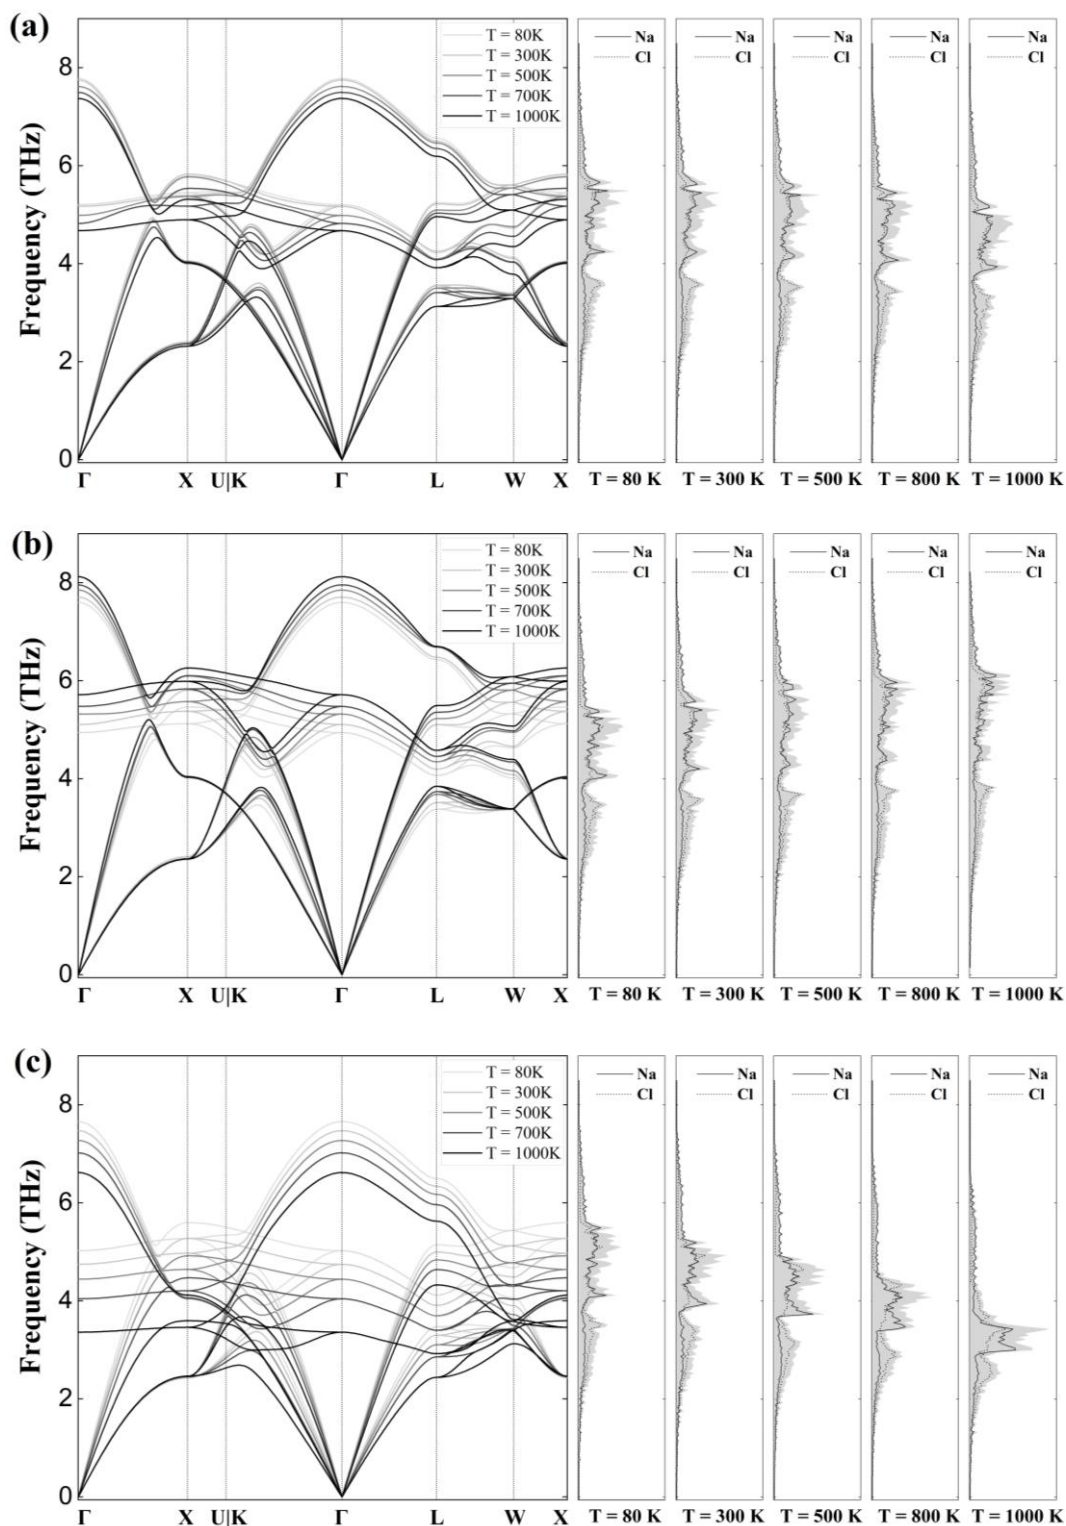 (a)
Frequency (THz)
8
6
4
2
0
T = 80K
T = 300K
T = 500K
T = 700K
T = 1000K
Γ X U|K Γ L W X
Na
Cl
Na
Cl
Na
Cl
Na
Cl
Na
Cl
T = 80 K T = 300 K T = 500 K T = 800 K T = 1000 K
(b)
Frequency (THz)
8
6
4
2
0
T = 80K
T = 300K
T = 500K
T = 700K
T = 1000K
Γ X U|K Γ L W X
Na
Cl
Na
Cl
Na
Cl
Na
Cl
Na
Cl
T = 80 K T = 300 K T = 500 K T = 800 K T = 1000 K
(c)
Frequency (THz)
8
6
4
2
0
T = 80K
T = 300K
T = 500K
T = 700K
T = 1000K
Γ X U|K Γ L W X
Na
Cl
Na
Cl
Na
Cl
Na
Cl
Na
Cl
T = 80 K T = 300 K T = 500 K T = 800 K T = 1000 K